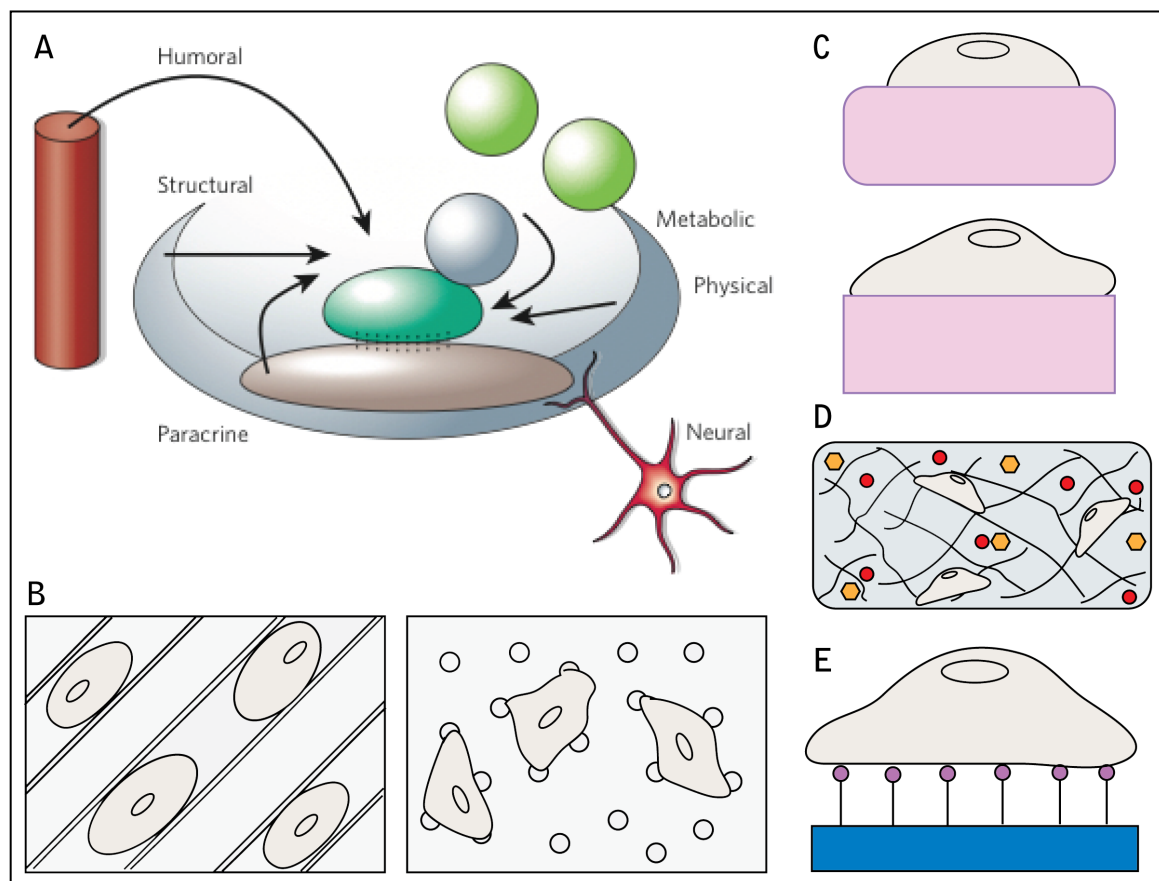 A
Humoral
Structural
Metabolic
Physical
Paracrine
Neural
B
C
D
E